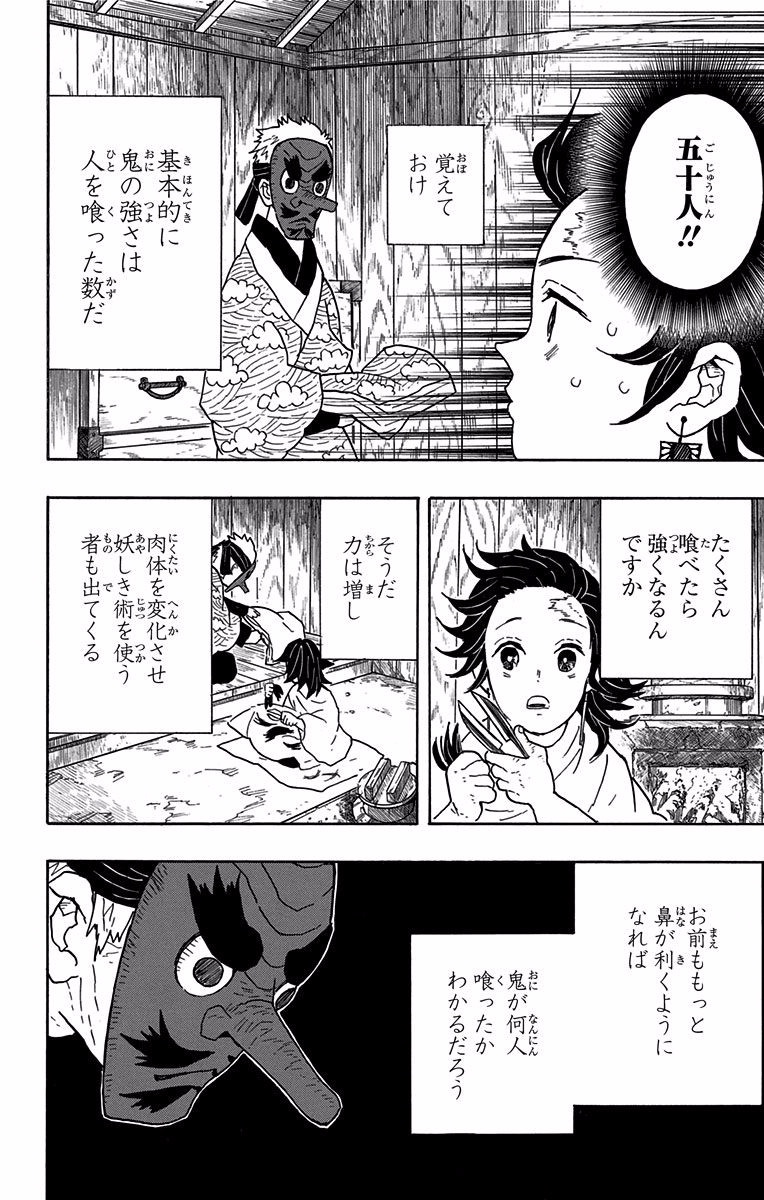 五十人!!
覚えて
おけ
基本的に
鬼の強さは
人を喰った数だ
たくさん
喰べたら
強くなるん
ですか
そうだ
力は増し
肉体を変化させ
妖しき術を使う
者も出てくる
お前ももっと
鼻が利くように
なれば
鬼が何人
喰ったか
わかるだろう